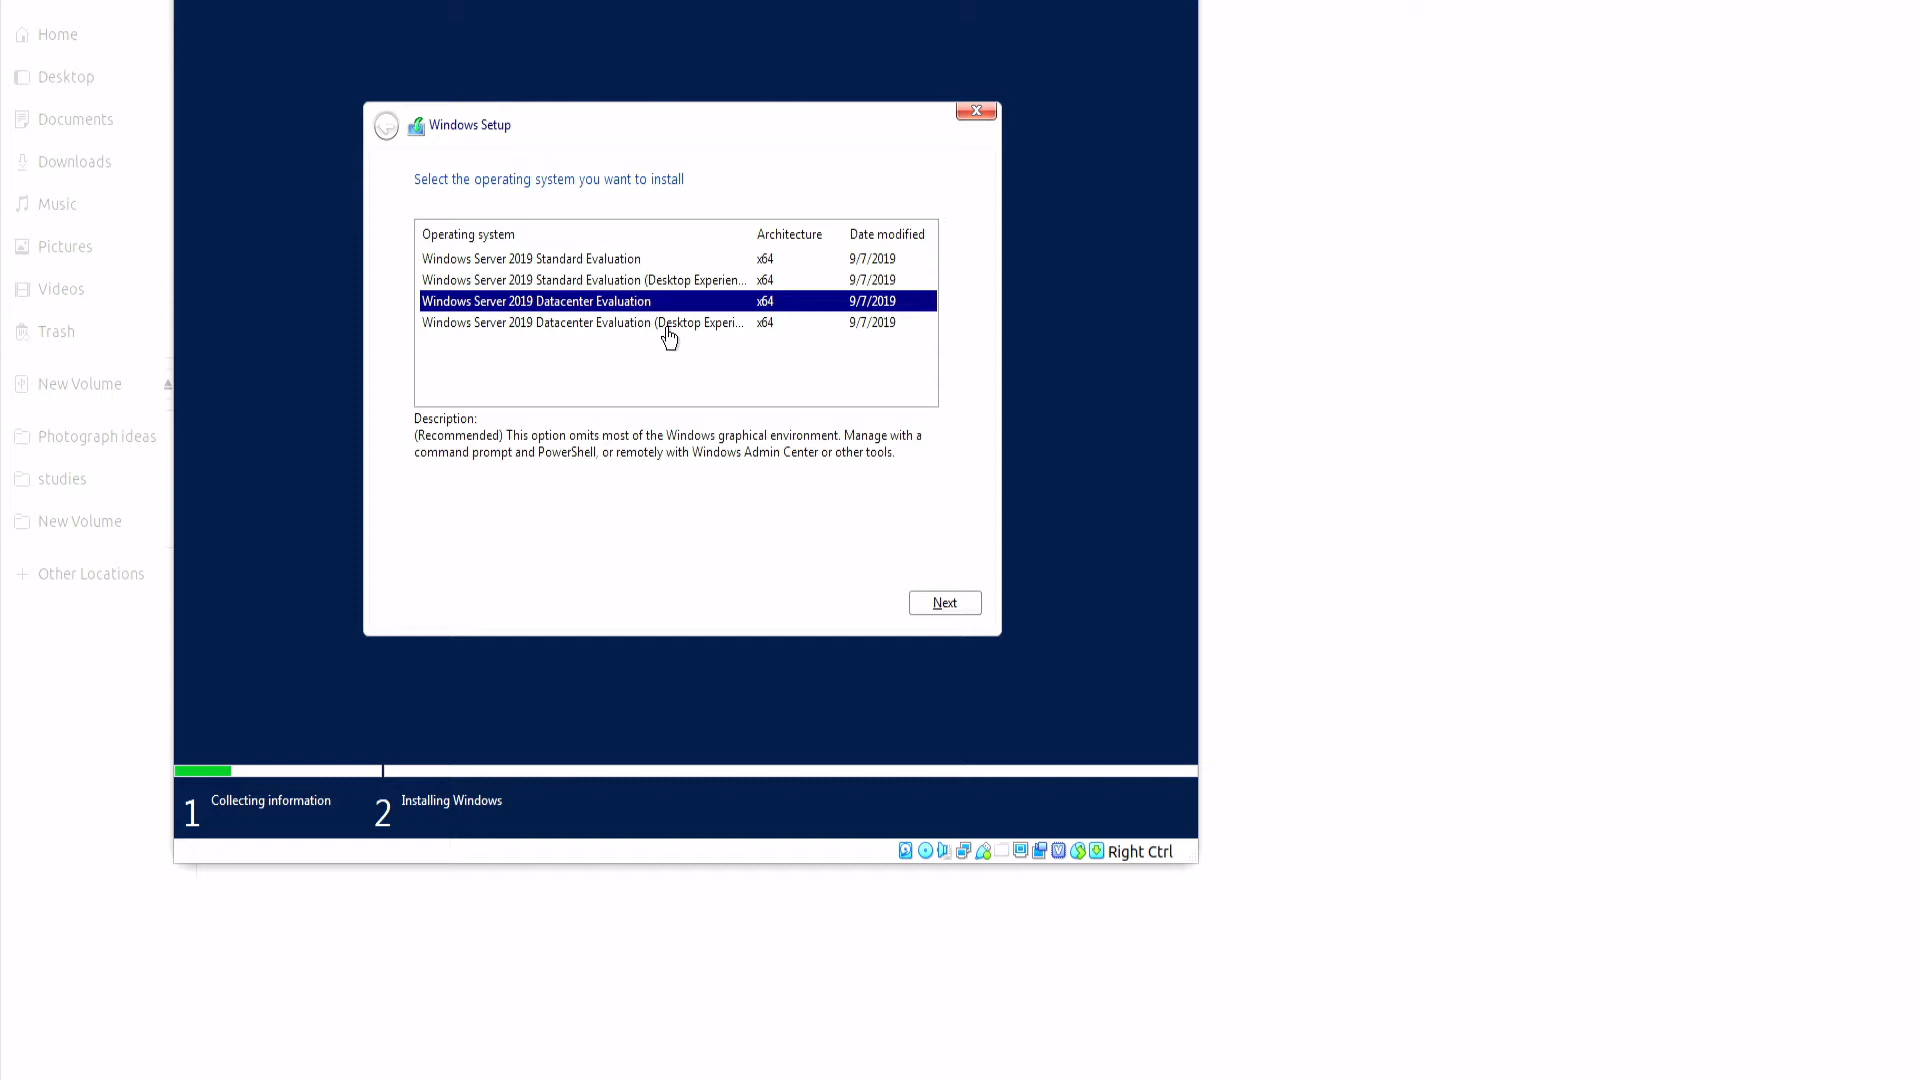 Home
Desktop
Documents
Downloads
Music
Pictures
Videos
Trash
New Volume
Photograph ideas
studies
New Volume
Other Locations
Windows Setup
Select the operating system you want to install
Operating system Architecture Date modified
Windows Server 2019 Standard Evaluation x64 9/7/2019
Windows Server 2019 Standard Evaluation (Desktop Experien... x64 9/7/2019
Windows Server 2019 Datacenter Evaluation x64 9/7/2019
Windows Server 2019 Datacenter Evaluation (Desktop Experi... x64 9/7/2019
Description:
(Recommended) This option omits most of the Windows graphical environment. Manage with a
command prompt and PowerShell, or remotely with Windows Admin Center or other tools.
Next
1 Collecting information
2 Installing Windows
Right Ctrl